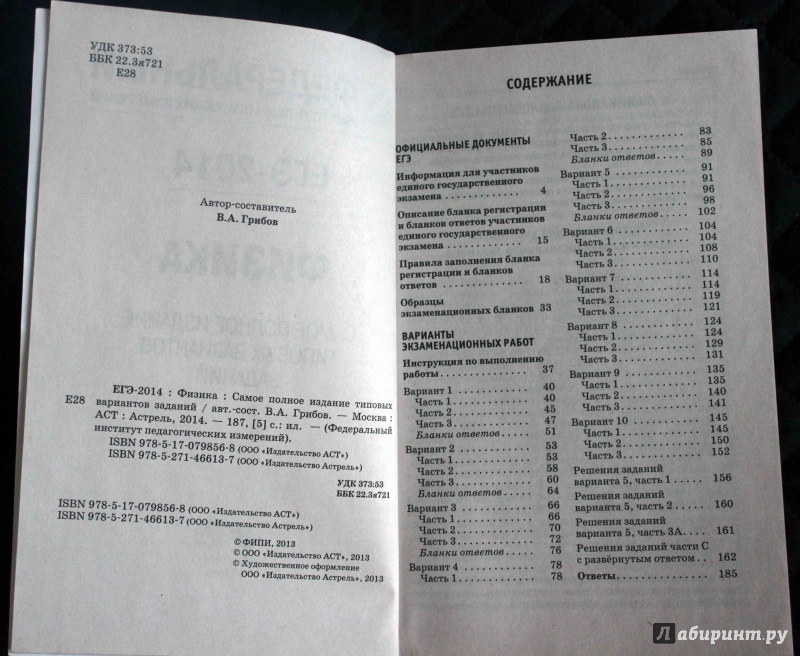 УДК 373:53
ББК 22.3я721
Е28
Автор-составитель
В.А. Грибов
ЕГЭ-2014 : Физика : Самое полное издание типовых
Е28 вариантов заданий / авт.-сост. В.А. Грибов. — Москва :
АСТ : Астрель, 2014. — 187, [5] с.: ил. — (Федеральный
институт педагогических измерений).
ISBN 978-5-17-079856-8 (ООО «Издательство АСТ»)
ISBN 978-5-271-46613-7 (ООО «Издательство Астрель»)
УДК 373:53
ББК 22.3я721
ISBN 978-5-17-079856-8 (ООО «Издательство АСТ»)
ISBN 978-5-271-46613-7 (ООО «Издательство Астрель»)
© ФИПИ, 2013
© ООО «Издательство АСТ», 2013
© Художественное оформление
ООО «Издательство Астрель», 2013
СОДЕРЖАНИЕ
ОФИЦИАЛЬНЫЕ ДОКУМЕНТЫ
ЕГЭ
Информация для участников
единого государственного
экзамена 4
Описание бланка регистрации
и бланков ответов участников
единого государственного
экзамена 15
Правила заполнения бланка
регистрации и бланков
ответов 18
Образцы
экзаменационных бланков 33
ВАРИАНТЫ
ЭКЗАМЕНАЦИОННЫХ РАБОТ
Инструкция по выполнению
работы 37
Вариант 1 40
Часть 1 40
Часть 2 45
Часть 3 47
Бланки ответов 51
Вариант 2 53
Часть 1 53
Часть 2 58
Часть 3 60
Бланки ответов 64
Вариант 3 66
Часть 1 66
Часть 2 70
Часть 3 72
Бланки ответов 76
Вариант 4 78
Часть 1 78
Часть 2 83
Часть 3 85
Бланки ответов 89
Вариант 5 91
Часть 1 91
Часть 2 96
Часть 3 98
Бланки ответов 102
Вариант 6 104
Часть 1 104
Часть 2 108
Часть 3 110
Вариант 7 114
Часть 1 114
Часть 2 119
Часть 3 121
Вариант 8 124
Часть 1 124
Часть 2 129
Часть 3 131
Вариант 9 135
Часть 1 135
Часть 2 140
Часть 3 141
Вариант 10 145
Часть 1 145
Часть 2 150
Часть 3 152
Решения заданий
варианта 5, часть 1 156
Решения заданий
варианта 5, часть 2 160
Решения заданий
варианта 5, часть 3А 161
Решения заданий части С
с развёрнутым ответом 162
Ответы 185
Лабиринт.ру